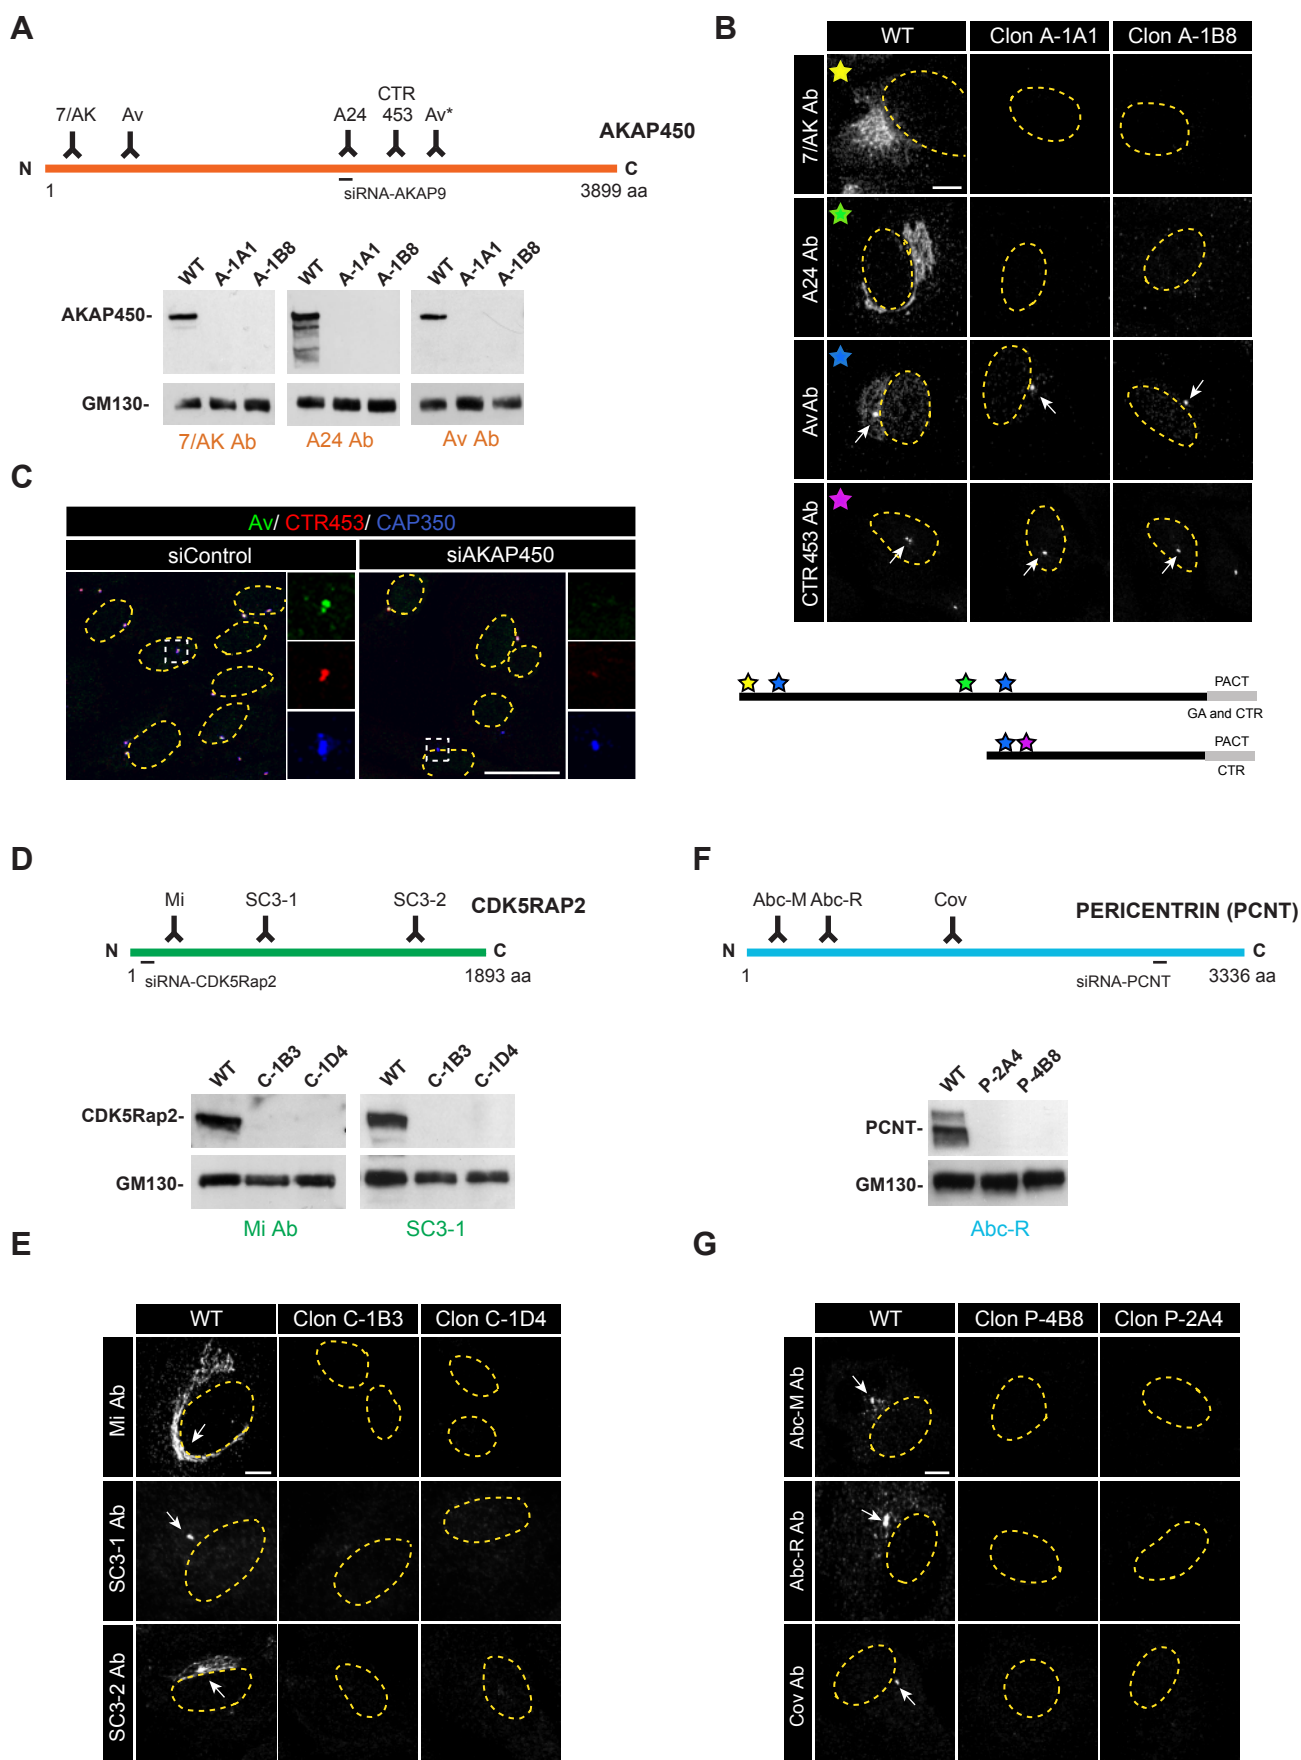 A
7/AK
Av
A24
CTR
453
Av*
AKAP450
N
C
1
siRNA-AKAP9
3899 aa
WT
A-1A1
A-1B8
WT
A-1A1
A-1B8
WT
A-1A1
A-1B8
AKAP450-
GM130-
7/AK Ab
A24 Ab
Av Ab
B
WT
Clon A-1A1
Clon A-1B8
7/AK Ab
A24 Ab
AvAb
CTR453 Ab
PACT
GA and CTR
PACT
CTR
C
Av/ CTR453/ CAP350
siControl
siAKAP450
D
Mi
SC3-1
SC3-2
CDK5RAP2
N
C
1
siRNA-CDK5Rap2
1893 aa
WT
C-1B3
C-1D4
WT
C-1B3
C-1D4
CDK5Rap2-
GM130-
Mi Ab
SC3-1
E
WT
Clon C-1B3
Clon C-1D4
Mi Ab
SC3-1 Ab
SC3-2 Ab
F
Abc-M
Abc-R
Cov
PERICENTRIN (PCNT)
N
C
1
siRNA-PCNT
3336 aa
WT
P-2A4
P-4B8
PCNT-
GM130-
Abc-R
G
WT
Clon P-4B8
Clon P-2A4
Abc-M Ab
Abc-R Ab
Cov Ab